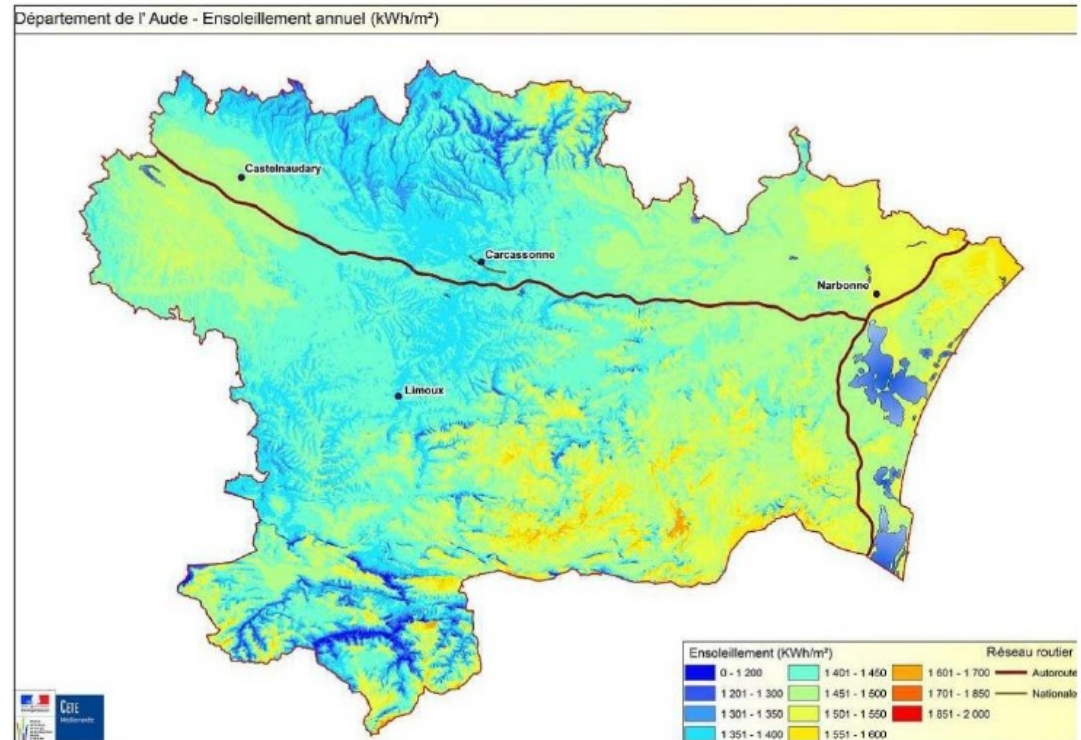 Département de l' Aude - Ensoleillement annuel (kWh/m²)
Castelnaudary
Carcassonne
Narbonne
Limoux
Ensoleillement (KWh/m²)
0 - 1 200
1 201 - 1 300
1 301 - 1 350
1 351 - 1 400
1 401 - 1 450
1 451 - 1 500
1 501 - 1 550
1 551 - 1 600
1 601 - 1 700
1 701 - 1 850
1 851 - 2 000
Réseau routier
Autoroute
Nationale
CETE
Méditerranée